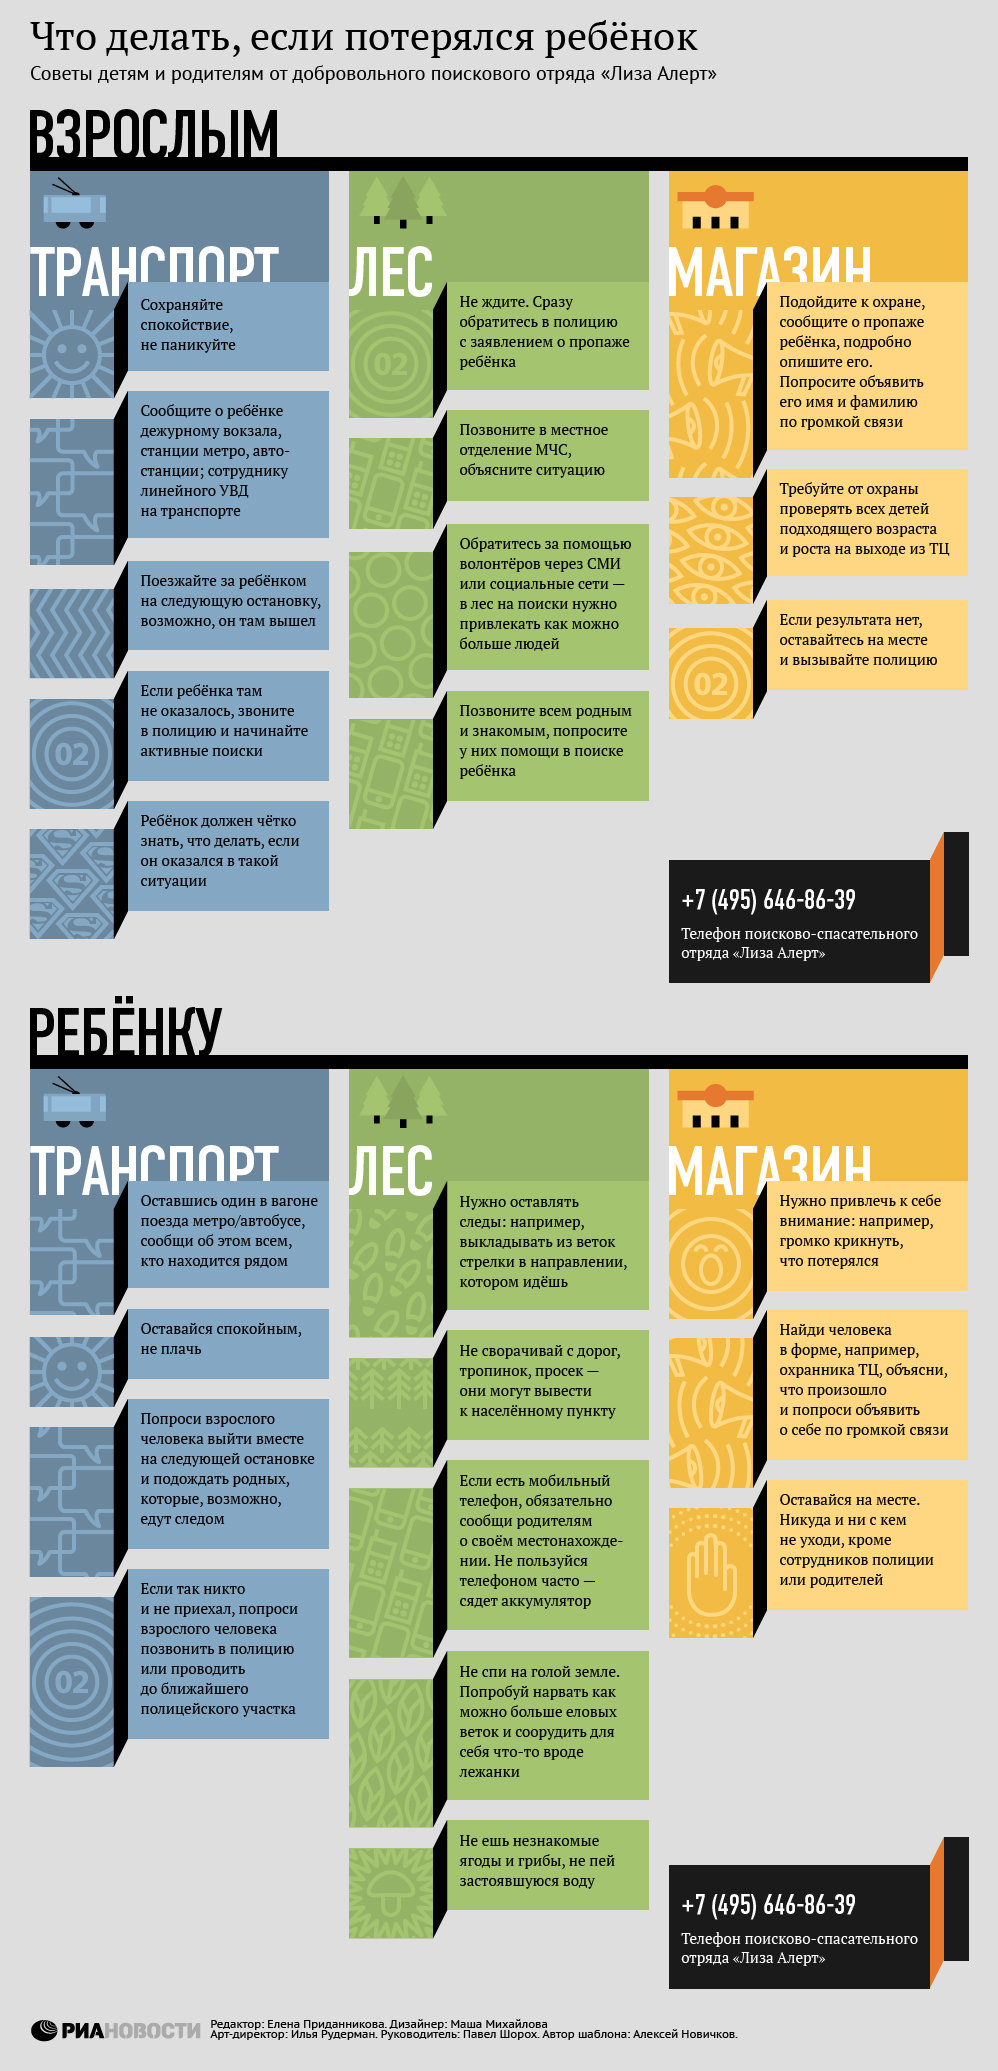 Что делать, если потерялся ребёнок
Советы детям и родителям от добровольного поискового отряда «Лиза Алерт»
ВЗРОСЛЫМ
ТРАНСПОРТ
Сохраняйте
спокойствие,
не паникуйте
Сообщите о ребёнке
дежурному вокзала,
станции метро, авто-
станции; сотруднику
линейного УВД
на транспорте
Поезжайте за ребёнком
на следующую остановку,
возможно, он там вышел
02
Если ребёнка там
не оказалось, звоните
в полицию и начинайте
активные поиски
Ребёнок должен чётко
знать, что делать, если
он оказался в такой
ситуации
ЛЕС
02
Не ждите. Сразу
обратитесь в полицию
с заявлением о пропаже
ребёнка
Позвоните в местное
отделение МЧС,
объясните ситуацию
Обратитесь за помощью
волонтёров через СМИ
или социальные сети —
в лес на поиски нужно
привлекать как можно
больше людей
Позвоните всем родным
и знакомым, попросите
у них помощи в поиске
ребёнка
МАГАЗИН
Подойдите к охране,
сообщите о пропаже
ребёнка, подробно
опишите его.
Попросите объявить
его имя и фамилию
по громкой связи
Требуйте от охраны
проверять всех детей
подходящего возраста
и роста на выходе из ТЦ
02
Если результата нет,
оставайтесь на месте
и вызывайте полицию
+7 (495) 646-86-39
Телефон поисково-спасательного
отряда «Лиза Алерт»
РЕБЁНКУ
ТРАНСПОРТ
Оставшись один в вагоне
поезда метро/автобусе,
сообщи об этом всем,
кто находится рядом
Оставайся спокойным,
не плачь
Попроси взрослого
человека выйти вместе
на следующей остановке
и подождать родных,
которые, возможно,
едут следом
02
Если так никто
и не приехал, попроси
взрослого человека
позвонить в полицию
или проводить
до ближайшего
полицейского участка
ЛЕС
Нужно оставлять
следы: например,
выкладывать из веток
стрелки в направлении,
котором идёшь
Не сворачивай с дорог,
тропинок, просек —
они могут вывести
к населённому пункту
Если есть мобильный
телефон, обязательно
сообщи родителям
о своём местонахожде-
нии. Не пользуйся
телефоном часто —
сядет аккумулятор
Не спи на голой земле.
Попробуй нарвать как
можно больше еловых
веток и соорудить для
себя что-то вроде
лежанки
Не ешь незнакомые
ягоды и грибы, не пей
застоявшуюся воду
МАГАЗИН
Нужно привлечь к себе
внимание: например,
громко крикнуть,
что потерялся
Найди человека
в форме, например,
охранника ТЦ, объясни,
что произошло
и попроси объявить
о себе по громкой связи
Оставайся на месте.
Никуда и ни с кем
не уходи, кроме
сотрудников полиции
или родителей
+7 (495) 646-86-39
Телефон поисково-спасательного
отряда «Лиза Алерт»
РИАНОВОСТИ
Редактор: Елена Приданникова. Дизайнер: Маша Михайлова
Арт-директор: Илья Рудерман. Руководитель: Павел Шорох. Автор шаблона: Алексей Новичков.